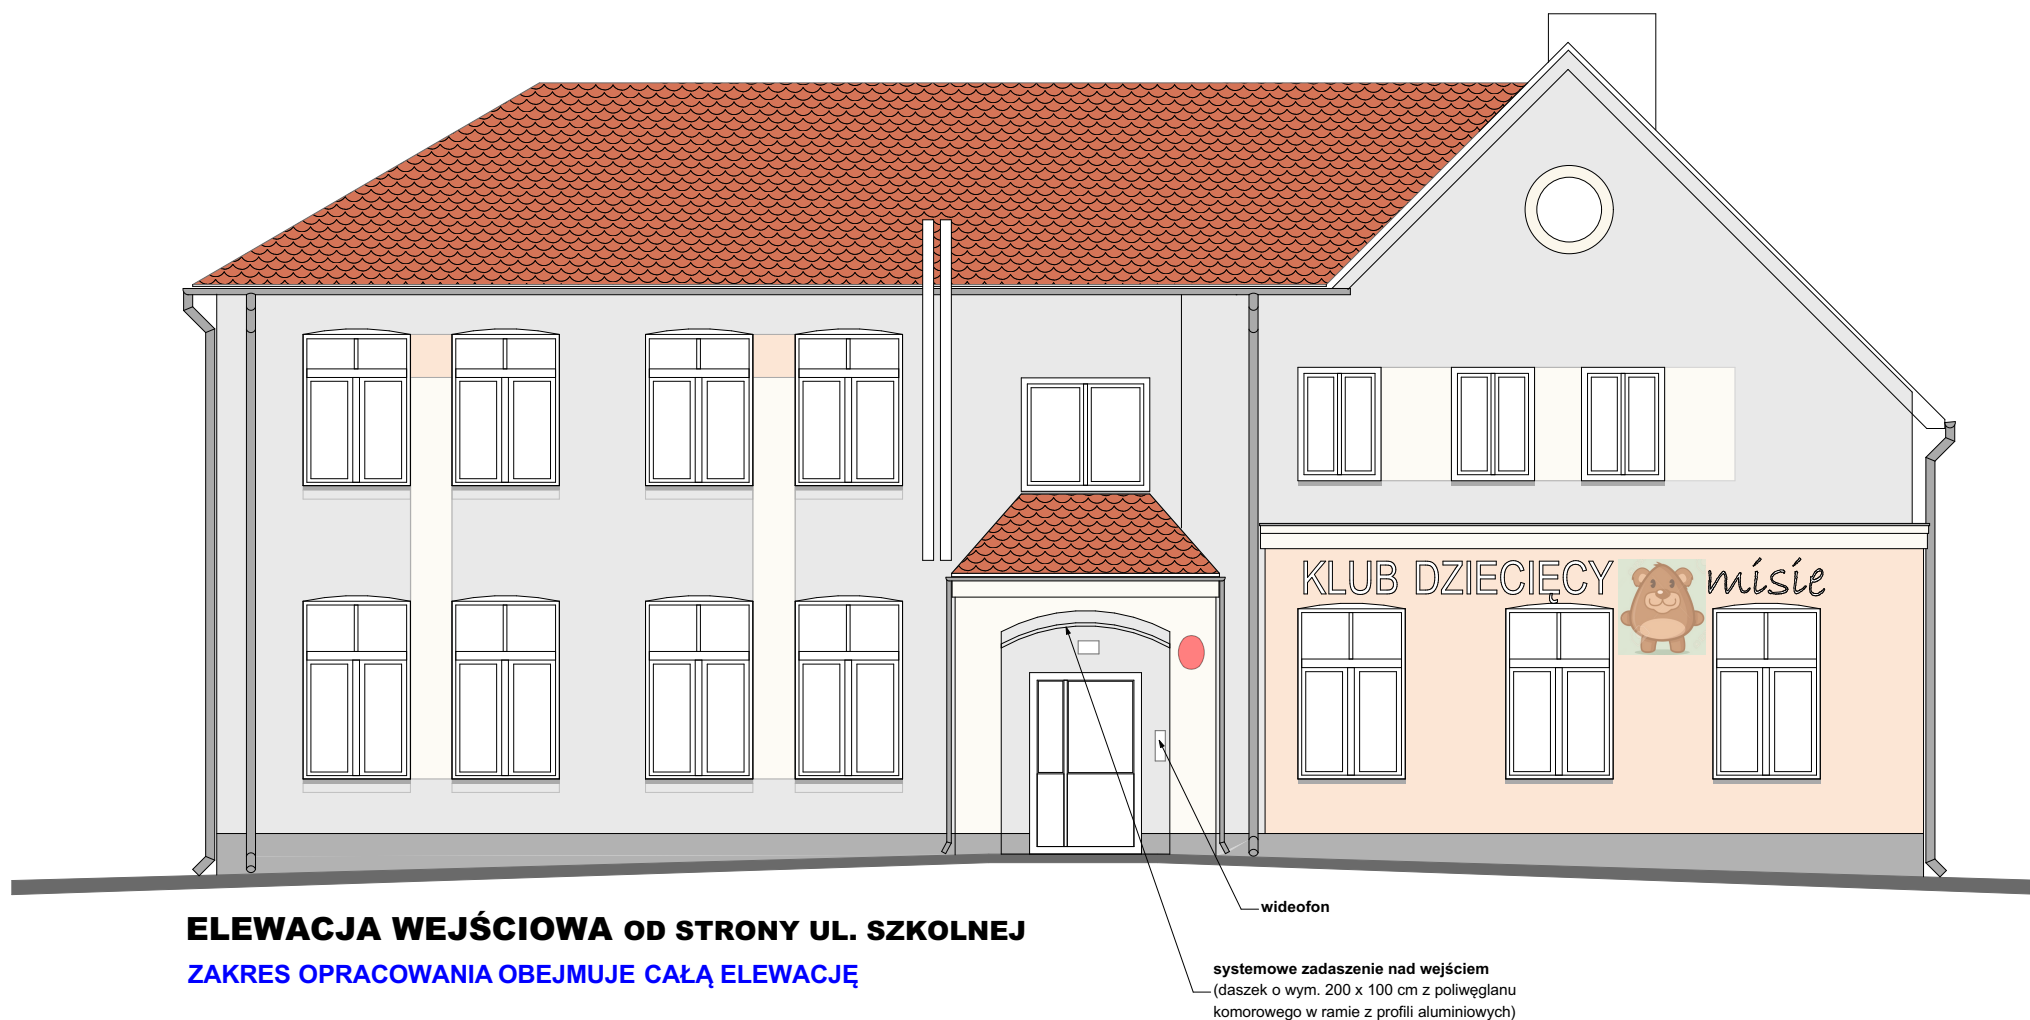 KLUB DZIECIĘCY misie
ELEWACJA WEJŚCIOWA OD STRONY UL. SZKOLNEJ
ZAKRES OPRACOWANIA OBEJMUJE CAŁĄ ELEWACJĘ
wideofon
systemowe zadaszenie nad wejściem
(daszek o wym. 200 x 100 cm z poliwęglanu
komorowego w ramie z profili aluminiowych)